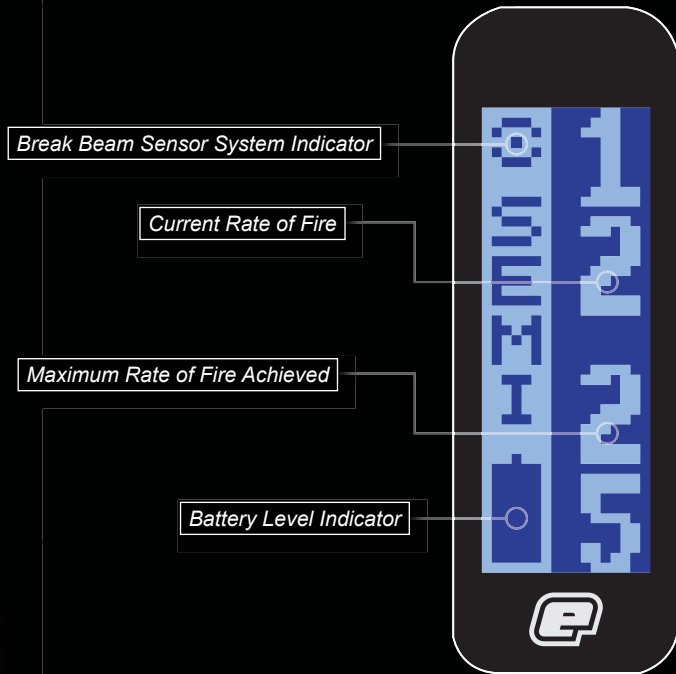 Break Beam Sensor System Indicator
Current Rate of Fire
Maximum Rate of Fire Achieved
Battery Level Indicator
SEMI
12
25
e